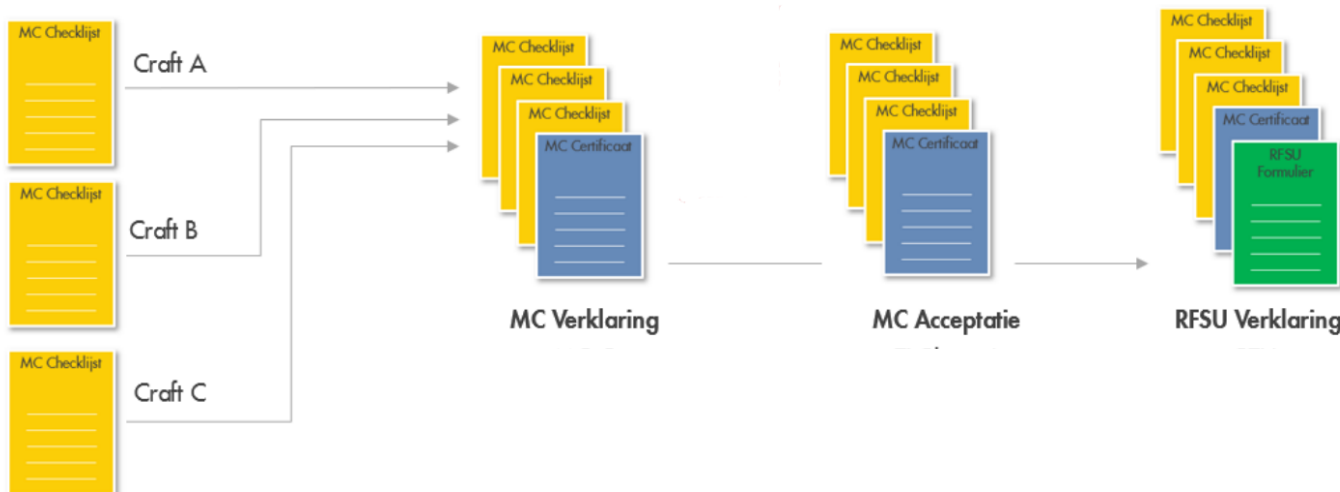 MC Checklijst
Craft A
MC Checklijst
Craft B
MC Checklijst
Craft C
MC Checklijst
MC Checklijst
MC Checklijst
MC Certificaat
MC Verklaring
MC Checklijst
MC Checklijst
MC Checklijst
MC Certificaat
MC Acceptatie
MC Checklijst
MC Checklijst
MC Checklijst
MC Certificaat
RFSU
Formulier
RFSU Verklaring